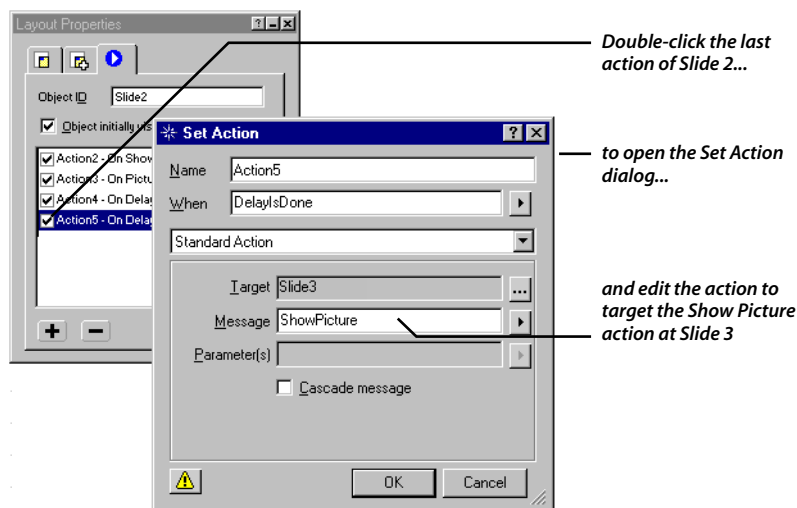 Layout Properties
Object ID Slide2
Object initially vis
Action2 - On Show
Action3 - On Pictu
Action4 - On Delay
Action5 - On Delay
Set Action
Name Action5
When DelayIsDone
Standard Action
Target Slide3
Message ShowPicture
Parameter(s)
Cascade message
OK Cancel
Double-click the last
action of Slide 2...
to open the Set Action
dialog...
and edit the action to
target the Show Picture
action at Slide 3